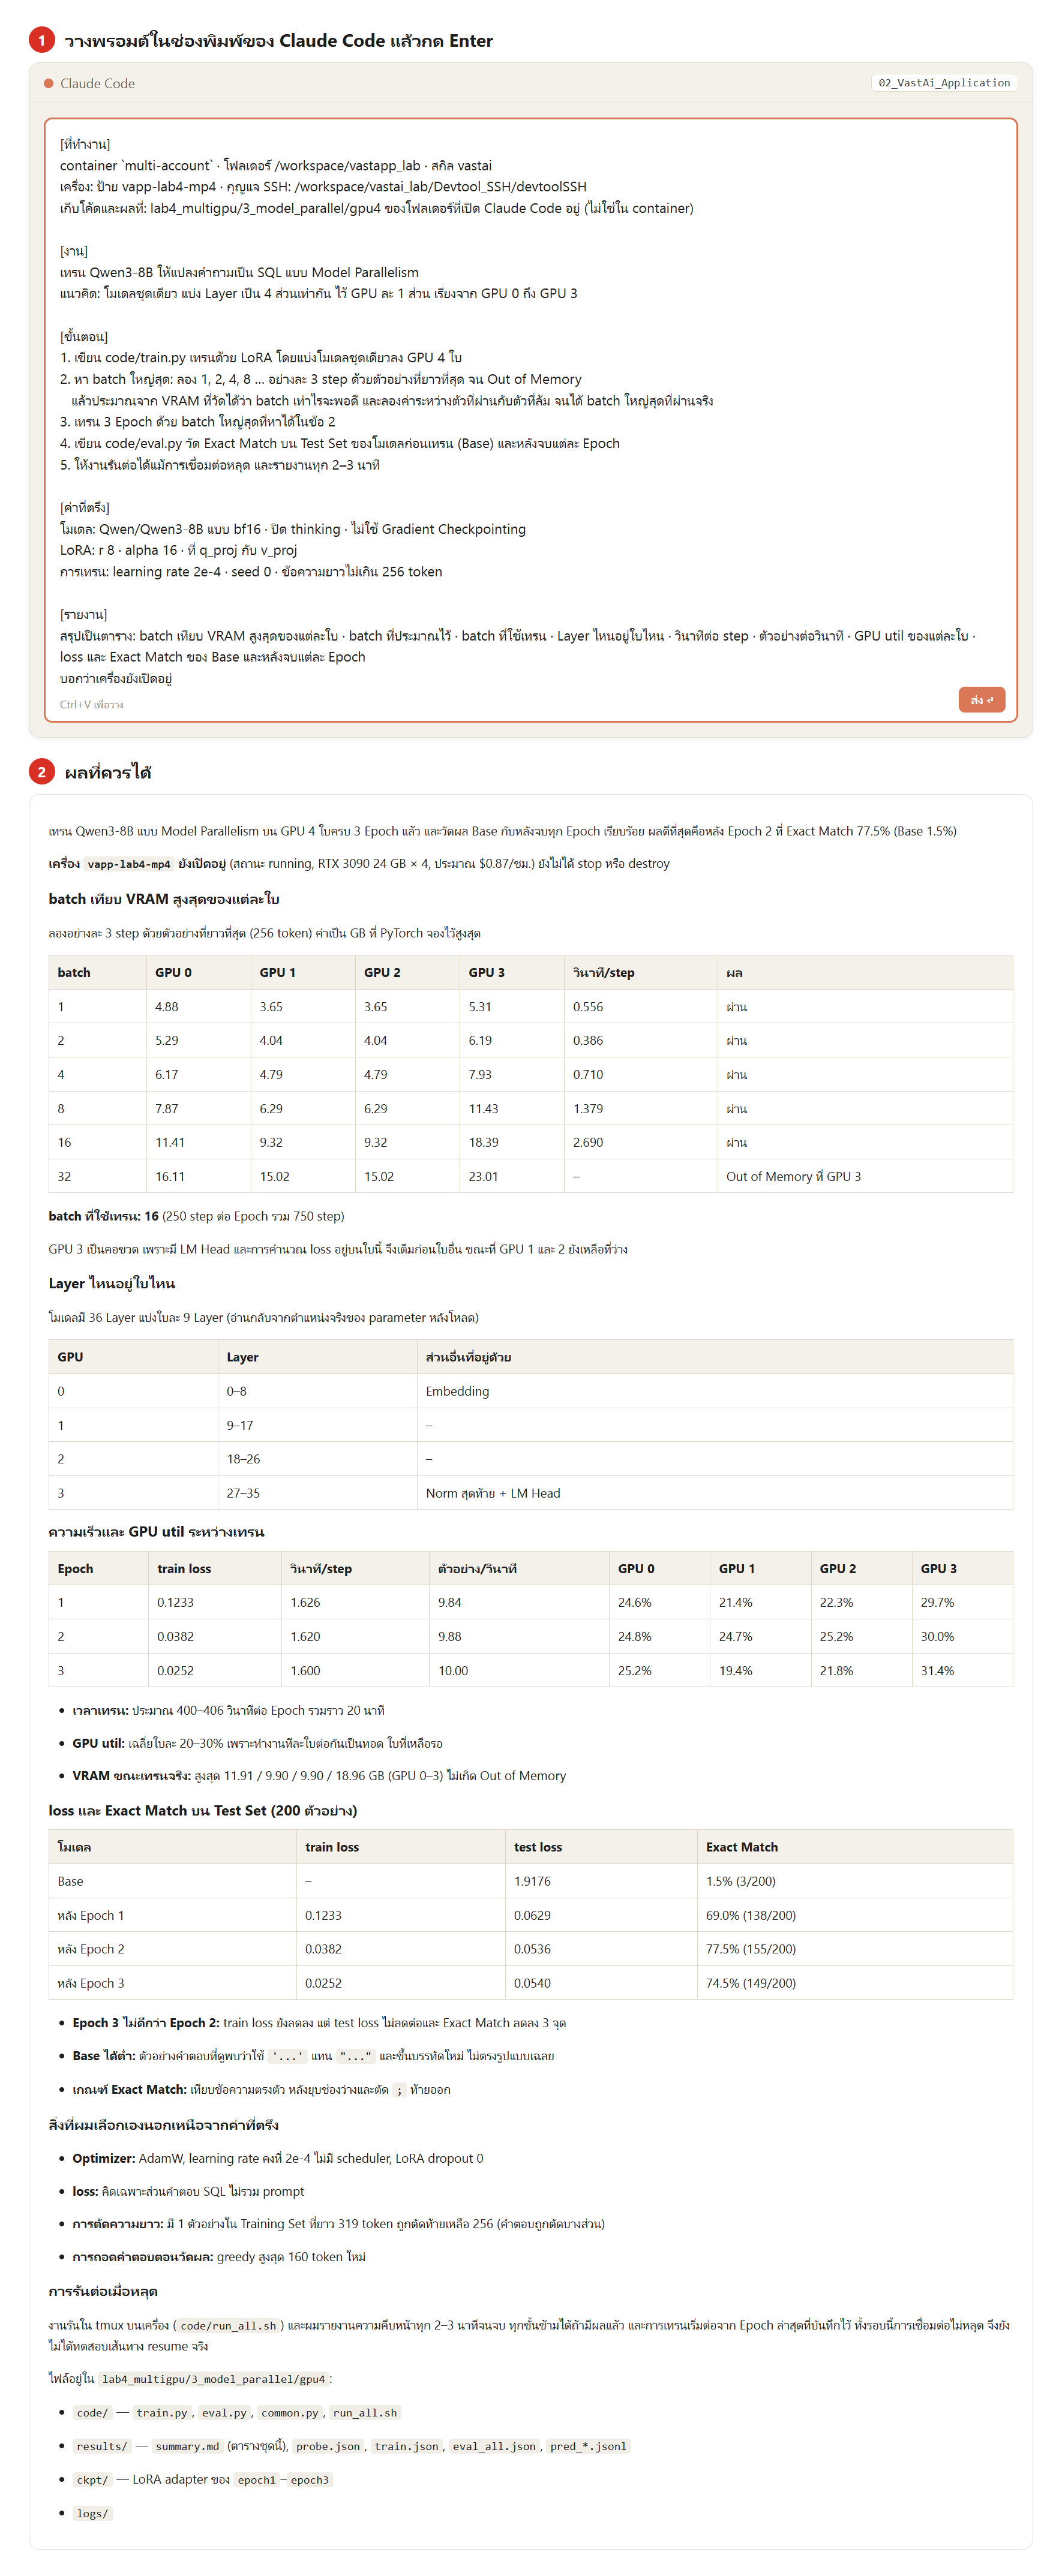 1 วางพรอมต์ในช่องพิมพ์ของ Claude Code แล้วกด Enter
Claude Code
02_VastAi_Application
[ที่ทำงาน]
container `multi-account` · โฟลเดอร์ /workspace/vastapp_lab · สกิล vastai
เครื่อง: ป้าย vapp-lab4-mp4 · กุญแจ SSH: /workspace/vastai_lab/Devtool_SSH/devtoolSSH
เก็บโค้ดและผลที่: lab4_multigpu/3_model_parallel/gpu4 ของโฟลเดอร์ที่เปิด Claude Code อยู่ (ไม่ใช่ใน container)
[งาน]
เทรน Qwen3-8B ให้แปลงคำถามเป็น SQL แบบ Model Parallelism
แนวคิด: โมเดลชุดเดียว แบ่ง Layer เป็น 4 ส่วนเท่ากัน ไว้ GPU ละ 1 ส่วน เรียงจาก GPU 0 ถึง GPU 3
[ขั้นตอน]
1. เขียน code/train.py เทรนด้วย LoRA โดยแบ่งโมเดลชุดเดียวลง GPU 4 ใบ
2. หา batch ใหญ่สุด: ลอง 1, 2, 4, 8 … อย่างละ 3 step ด้วยตัวอย่างที่ยาวที่สุด จน Out of Memory
แล้วประมาณจาก VRAM ที่วัดได้ว่า batch เท่าไรจะพอดี และลองค่าระหว่างตัวที่ผ่านกับตัวที่ล้ม จนได้ batch ใหญ่สุดที่ผ่านจริง
3. เทรน 3 Epoch ด้วย batch ใหญ่สุดที่หาได้ในข้อ 2
4. เขียน code/eval.py วัด Exact Match บน Test Set ของโมเดลก่อนเทรน (Base) และหลังจบแต่ละ Epoch
5. ให้งานรันต่อได้แม้การเชื่อมต่อหลุด และรายงานทุก 2–3 นาที
[ค่าที่ตรึง]
โมเดล: Qwen/Qwen3-8B แบบ bf16 · ปิด thinking · ไม่ใช้ Gradient Checkpointing
LoRA: r 8 · alpha 16 · ที่ q_proj กับ v_proj
การเทรน: learning rate 2e-4 · seed 0 · ข้อความยาวไม่เกิน 256 token
[รายงาน]
สรุปเป็นตาราง: batch เทียบ VRAM สูงสุดของแต่ละใบ · batch ที่ประมาณไว้ · batch ที่ใช้เทรน · Layer ไหนอยู่ใบไหน · วินาทีต่อ step · ตัวอย่างต่อวินาที · GPU util ของแต่ละใบ ·
loss และ Exact Match ของ Base และหลังจบแต่ละ Epoch
บอกว่าเครื่องยังเปิดอยู่
Ctrl+V เพื่อวาง
ส่ง ↵
2 ผลที่ควรได้
เทรน Qwen3-8B แบบ Model Parallelism บน GPU 4 ใบครบ 3 Epoch แล้ว และวัดผล Base กับหลังจบทุก Epoch เรียบร้อย ผลดีที่สุดคือหลัง Epoch 2 ที่ Exact Match 77.5% (Base 1.5%)
เครื่อง vapp-lab4-mp4 ยังเปิดอยู่ (สถานะ running, RTX 3090 24 GB × 4, ประมาณ $0.87/ชม.) ยังไม่ได้ stop หรือ destroy
batch เทียบ VRAM สูงสุดของแต่ละใบ
ลองอย่างละ 3 step ด้วยตัวอย่างที่ยาวที่สุด (256 token) ค่าเป็น GB ที่ PyTorch จองไว้สูงสุด
batch GPU 0 GPU 1 GPU 2 GPU 3 วินาที/step ผล
1 4.88 3.65 3.65 5.31 0.556 ผ่าน
2 5.29 4.04 4.04 6.19 0.386 ผ่าน
4 6.17 4.79 4.79 7.93 0.710 ผ่าน
8 7.87 6.29 6.29 11.43 1.379 ผ่าน
16 11.41 9.32 9.32 18.39 2.690 ผ่าน
32 16.11 15.02 15.02 23.01 – Out of Memory ที่ GPU 3
batch ที่ใช้เทรน: 16 (250 step ต่อ Epoch รวม 750 step)
GPU 3 เป็นคอขวด เพราะมี LM Head และการคำนวณ loss อยู่บนใบนี้ จึงเต็มก่อนใบอื่น ขณะที่ GPU 1 และ 2 ยังเหลือที่ว่าง
Layer ไหนอยู่ใบไหน
โมเดลมี 36 Layer แบ่งใบละ 9 Layer (อ่านกลับจากตำแหน่งจริงของ parameter หลังโหลด)
GPU Layer ส่วนอื่นที่อยู่ด้วย
0 0–8 Embedding
1 9–17 –
2 18–26 –
3 27–35 Norm สุดท้าย + LM Head
ความเร็วและ GPU util ระหว่างเทรน
Epoch train loss วินาที/step ตัวอย่าง/วินาที GPU 0 GPU 1 GPU 2 GPU 3
1 0.1233 1.626 9.84 24.6% 21.4% 22.3% 29.7%
2 0.0382 1.620 9.88 24.8% 24.7% 25.2% 30.0%
3 0.0252 1.600 10.00 25.2% 19.4% 21.8% 31.4%
• เวลาเทรน: ประมาณ 400–406 วินาทีต่อ Epoch รวมราว 20 นาที
• GPU util: เฉลี่ยใบละ 20–30% เพราะทำงานทีละใบต่อกันเป็นทอด ใบที่เหลือรอ
• VRAM ขณะเทรนจริง: สูงสุด 11.91 / 9.90 / 9.90 / 18.96 GB (GPU 0–3) ไม่เกิด Out of Memory
loss และ Exact Match บน Test Set (200 ตัวอย่าง)
โมเดล train loss test loss Exact Match
Base – 1.9176 1.5% (3/200)
หลัง Epoch 1 0.1233 0.0629 69.0% (138/200)
หลัง Epoch 2 0.0382 0.0536 77.5% (155/200)
หลัง Epoch 3 0.0252 0.0540 74.5% (149/200)
• Epoch 3 ไม่ดีกว่า Epoch 2: train loss ยังลดลง แต่ test loss ไม่ลดต่อและ Exact Match ลดลง 3 จุด
• Base ได้ต่ำ: ตัวอย่างคำตอบที่ดูพบว่าใช้ '...' แทน "..." และขึ้นบรรทัดใหม่ ไม่ตรงรูปแบบเฉลย
• เกณฑ์ Exact Match: เทียบข้อความตรงตัว หลังยุบช่องว่างและตัด ; ท้ายออก
สิ่งที่ผมเลือกเองนอกเหนือจากค่าที่ตรึง
• Optimizer: AdamW, learning rate คงที่ 2e-4 ไม่มี scheduler, LoRA dropout 0
• loss: คิดเฉพาะส่วนคำตอบ SQL ไม่รวม prompt
• การตัดความยาว: มี 1 ตัวอย่างใน Training Set ที่ยาว 319 token ถูกตัดท้ายเหลือ 256 (คำตอบถูกตัดบางส่วน)
• การถอดคำตอบตอนวัดผล: greedy สูงสุด 160 token ใหม่
การรันต่อเมื่อหลุด
งานรันใน tmux บนเครื่อง (code/run_all.sh) และผมรายงานความคืบหน้าทุก 2–3 นาทีจนจบ ทุกขั้นข้ามได้ถ้ามีผลแล้ว และการเทรนเริ่มต่อจาก Epoch ล่าสุดที่บันทึกไว้ ทั้งรอบนี้การเชื่อมต่อไม่หลุด จึงยัง
ไม่ได้ทดสอบเส้นทาง resume จริง
ไฟล์อยู่ใน lab4_multigpu/3_model_parallel/gpu4:
• code/ — train.py, eval.py, common.py, run_all.sh
• results/ — summary.md (ตารางชุดนี้), probe.json, train.json, eval_all.json, pred_*.jsonl
• ckpt/ — LoRA adapter ของ epoch1–epoch3
• logs/